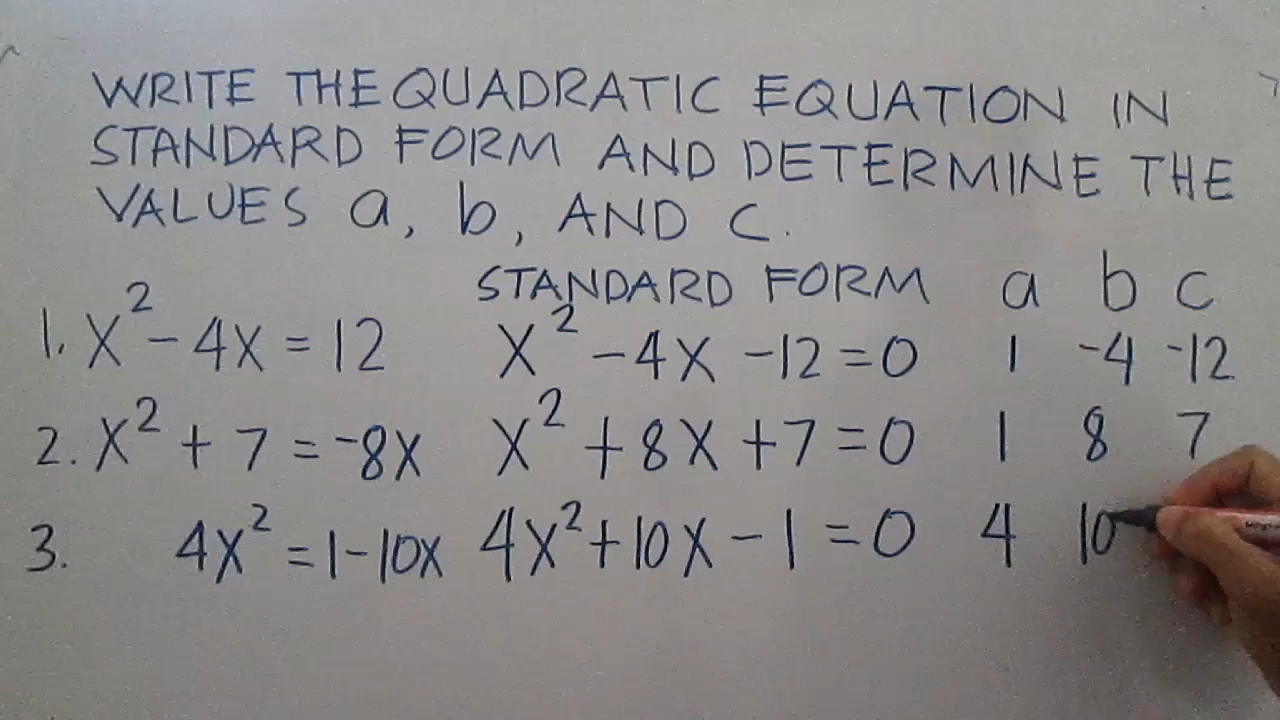 WRITE THE QUADRATIC EQUATION IN
STANDARD FORM AND DETERMINE THE
VALUES a, b, AND c.
STANDARD FORM a b c
1. x² - 4x = 12 x² - 4x - 12 = 0 1 -4 -12
2. x² + 7 = -8x x² + 8x + 7 = 0 1 8 7
3. 4x² = 1 - 10x 4x² + 10x - 1 = 0 4 10